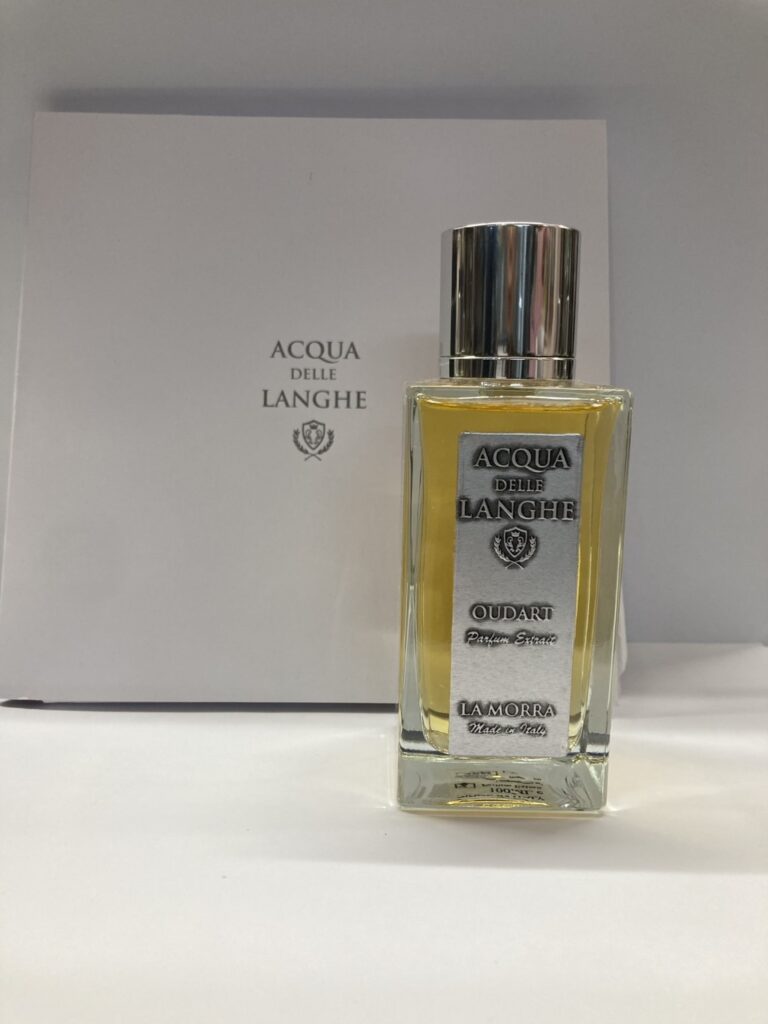 ACQUA
DELLE
LANGHE
ACQUA
DELLE
LANGHE
OUDART
Parfum Extrait
LA MORRA
Made in Italy